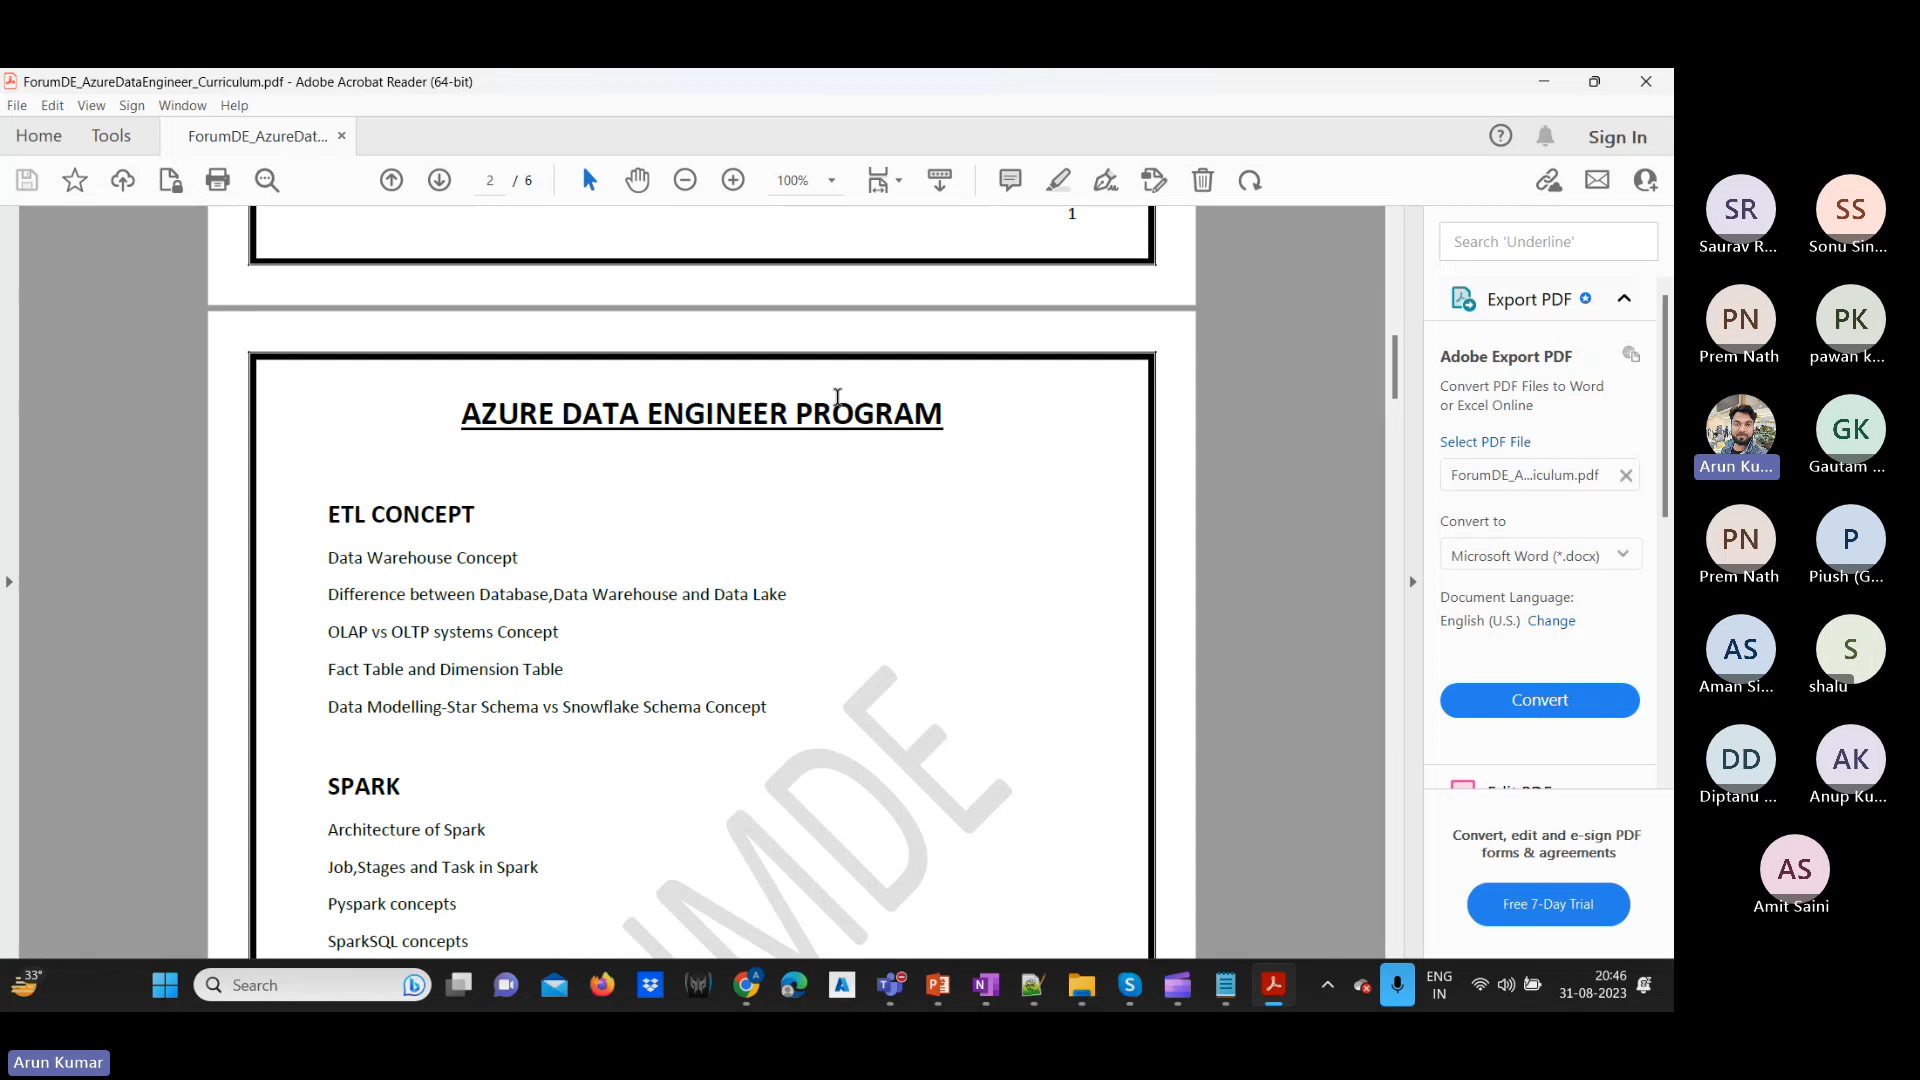 ForumDE_AzureDataEngineer_Curriculum.pdf - Adobe Acrobat Reader (64-bit)
File Edit View Sign Window Help
Home Tools ForumDE_AzureDat... Sign In
2 / 6 100%
1
AZURE DATA ENGINEER PROGRAM
ETL CONCEPT
Data Warehouse Concept
Difference between Database,Data Warehouse and Data Lake
OLAP vs OLTP systems Concept
Fact Table and Dimension Table
Data Modelling-Star Schema vs Snowflake Schema Concept
SPARK
Architecture of Spark
Job,Stages and Task in Spark
Pyspark concepts
SparkSQL concepts
UMDE
Search 'Underline'
Export PDF
Adobe Export PDF
Convert PDF Files to Word
or Excel Online
Select PDF File
ForumDE_A...iculum.pdf
Convert to
Microsoft Word (*.docx)
Document Language:
English (U.S.) Change
Convert
Edit PDF
Convert, edit and e-sign PDF
forms & agreements
Free 7-Day Trial
SR SS
Saurav R... Sonu Sin...
PN PK
Prem Nath pawan k...
GK
Arun Ku... Gautam ...
PN P
Prem Nath Piush (G...
AS S
Aman Si... shalu
DD AK
Diptanu ... Anup Ku...
AS
Amit Saini
33°
Search
ENG
IN
20:46
31-08-2023
Arun Kumar